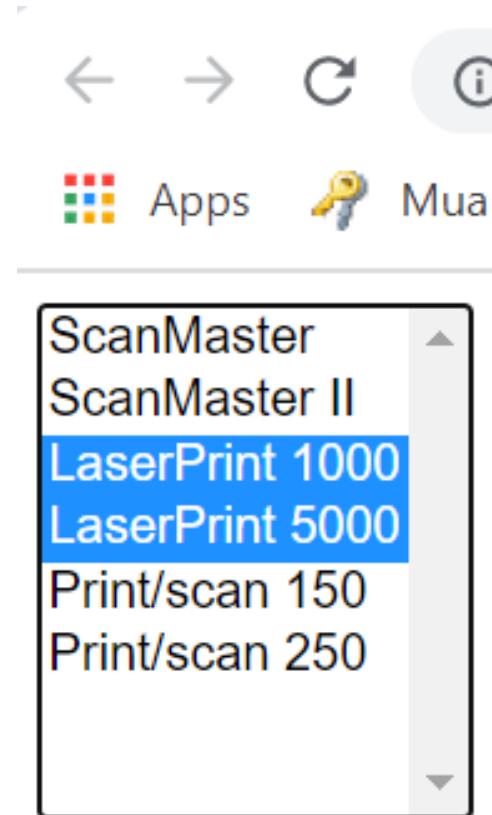 Apps Mua
ScanMaster
ScanMaster II
LaserPrint 1000
LaserPrint 5000
Print/scan 150
Print/scan 250